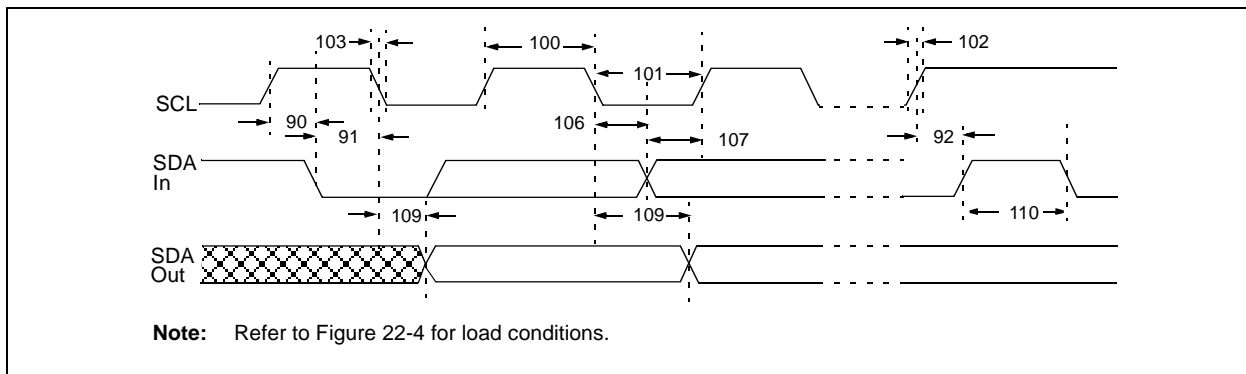 103
100
102
101
SCL
90
91
106
107
92
SDA
In
109
109
110
SDA
Out
Note: Refer to Figure 22-4 for load conditions.